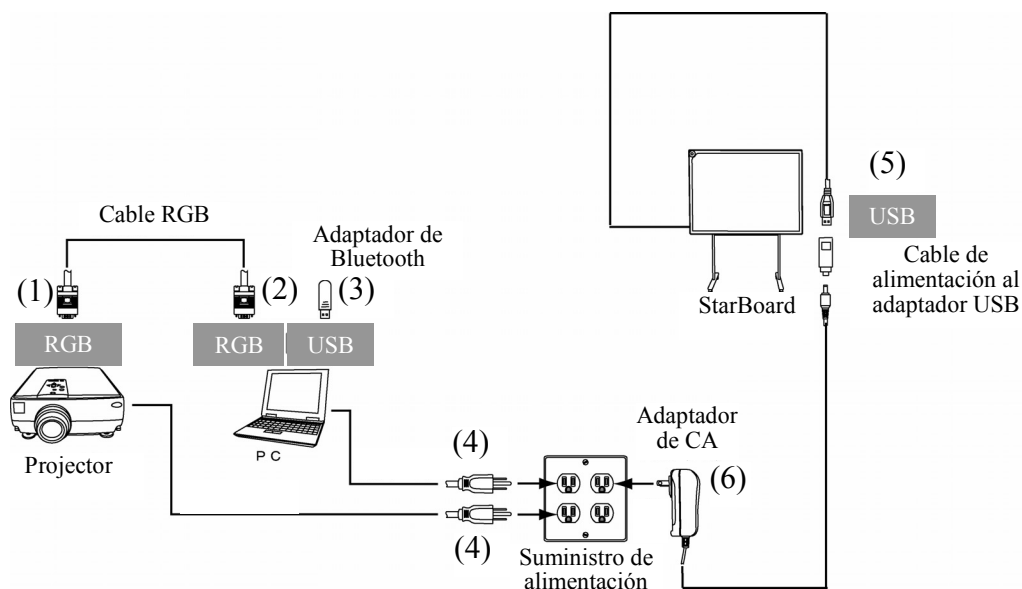 Cable RGB
Adaptador de
Bluetooth
(1)
(2)
(3)
RGB
RGB
USB
Projector
PC
(5)
USB
Cable de
alimentación al
adaptador USB
StarBoard
(4)
(4)
Adaptador
de CA
(6)
Suministro de
alimentación